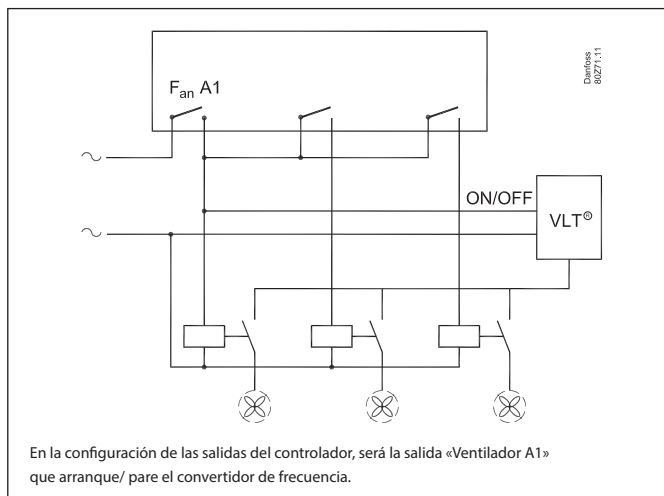 Danfoss
80Z71.11
Fan A1
ON/OFF
VLT®
En la configuración de las salidas del controlador, será la salida «Ventilador A1»
que arranque/ pare el convertidor de frecuencia.